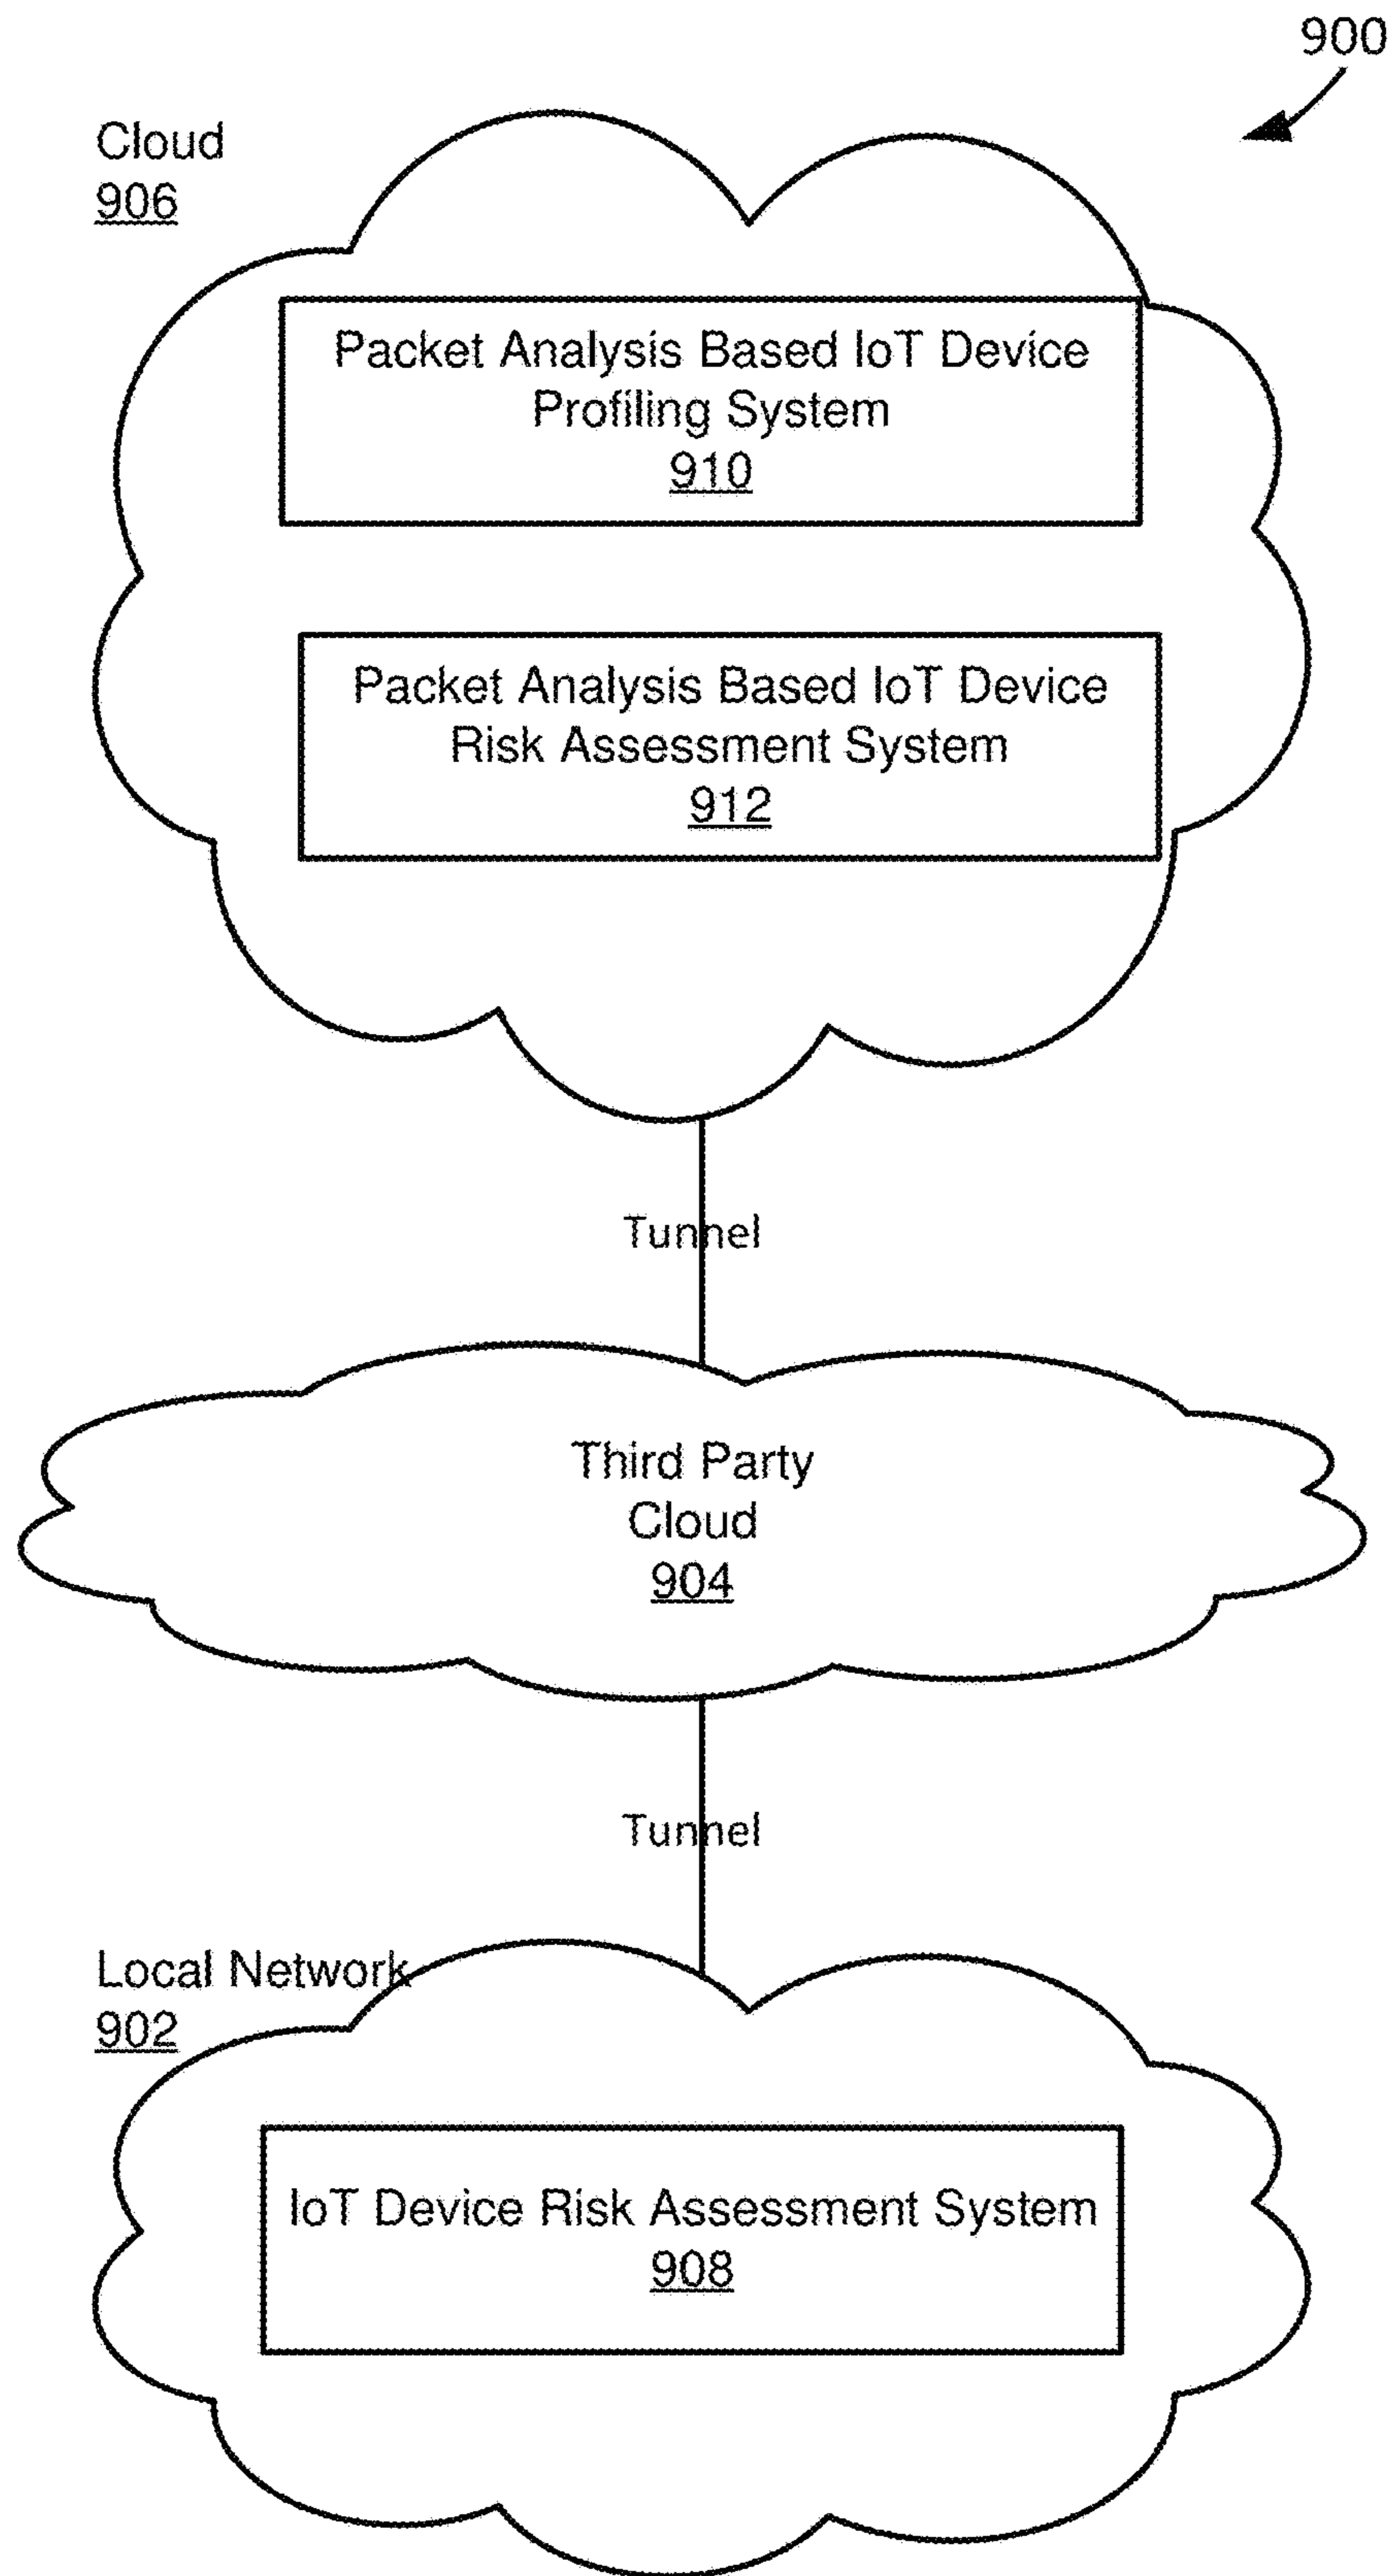 900
Cloud
906
Packet Analysis Based IoT Device
Profiling System
910
Packet Analysis Based IoT Device
Risk Assessment System
912
Tunnel
Third Party
Cloud
904
Tunnel
Local Network
902
IoT Device Risk Assessment System
908